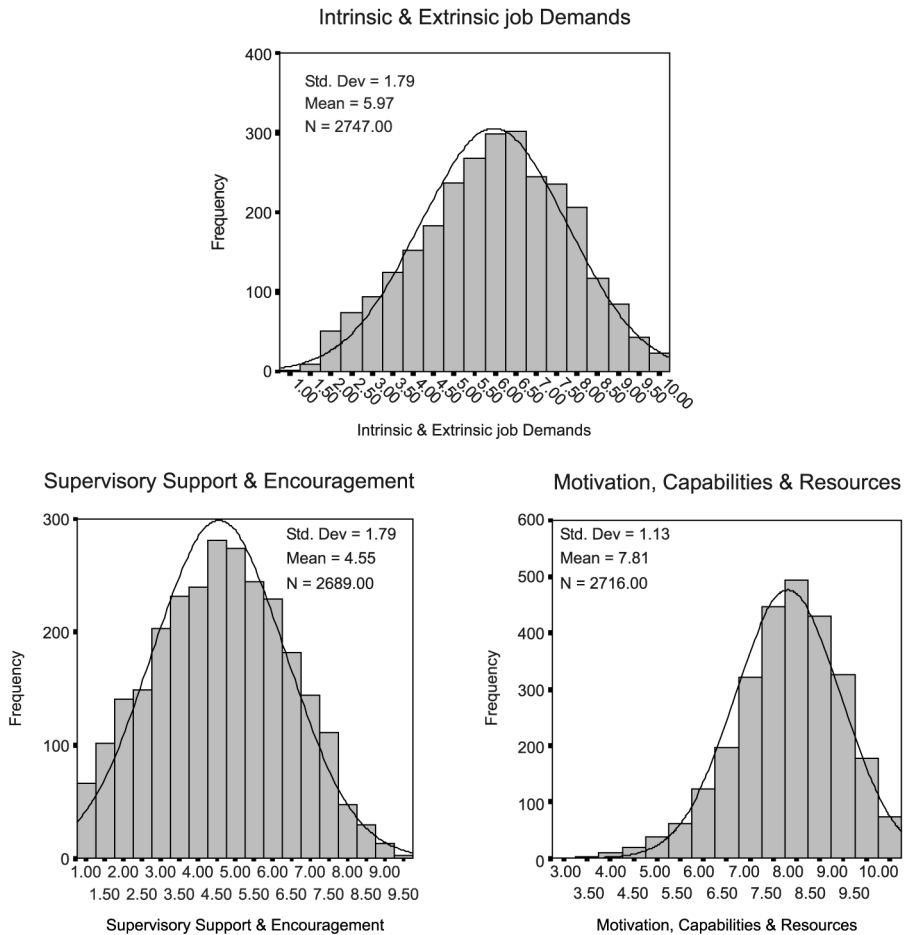 Intrinsic & Extrinsic job Demands
400
300
200
100
0
Frequency
Std. Dev = 1.79
Mean = 5.97
N = 2747.00
1.00 1.50 2.00 2.50 3.00 3.50 4.00 4.50 5.00 5.50 6.00 6.50 7.00 7.50 8.00 8.50 9.00 9.50 10.00
Intrinsic & Extrinsic job Demands
Supervisory Support & Encouragement
300
200
100
0
Frequency
Std. Dev = 1.79
Mean = 4.55
N = 2689.00
1.00 2.00 3.00 4.00 5.00 6.00 7.00 8.00 9.00
1.50 2.50 3.50 4.50 5.50 6.50 7.50 8.50 9.50
Supervisory Support & Encouragement
Motivation, Capabilities & Resources
600
500
400
300
200
100
0
Frequency
Std. Dev = 1.13
Mean = 7.81
N = 2716.00
3.00 4.00 5.00 6.00 7.00 8.00 9.00 10.00
3.50 4.50 5.50 6.50 7.50 8.50 9.50
Motivation, Capabilities & Resources